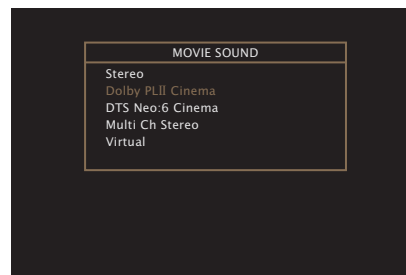 MOVIE SOUND
Stereo
Dolby PLII Cinema
DTS Neo:6 Cinema
Multi Ch Stereo
Virtual